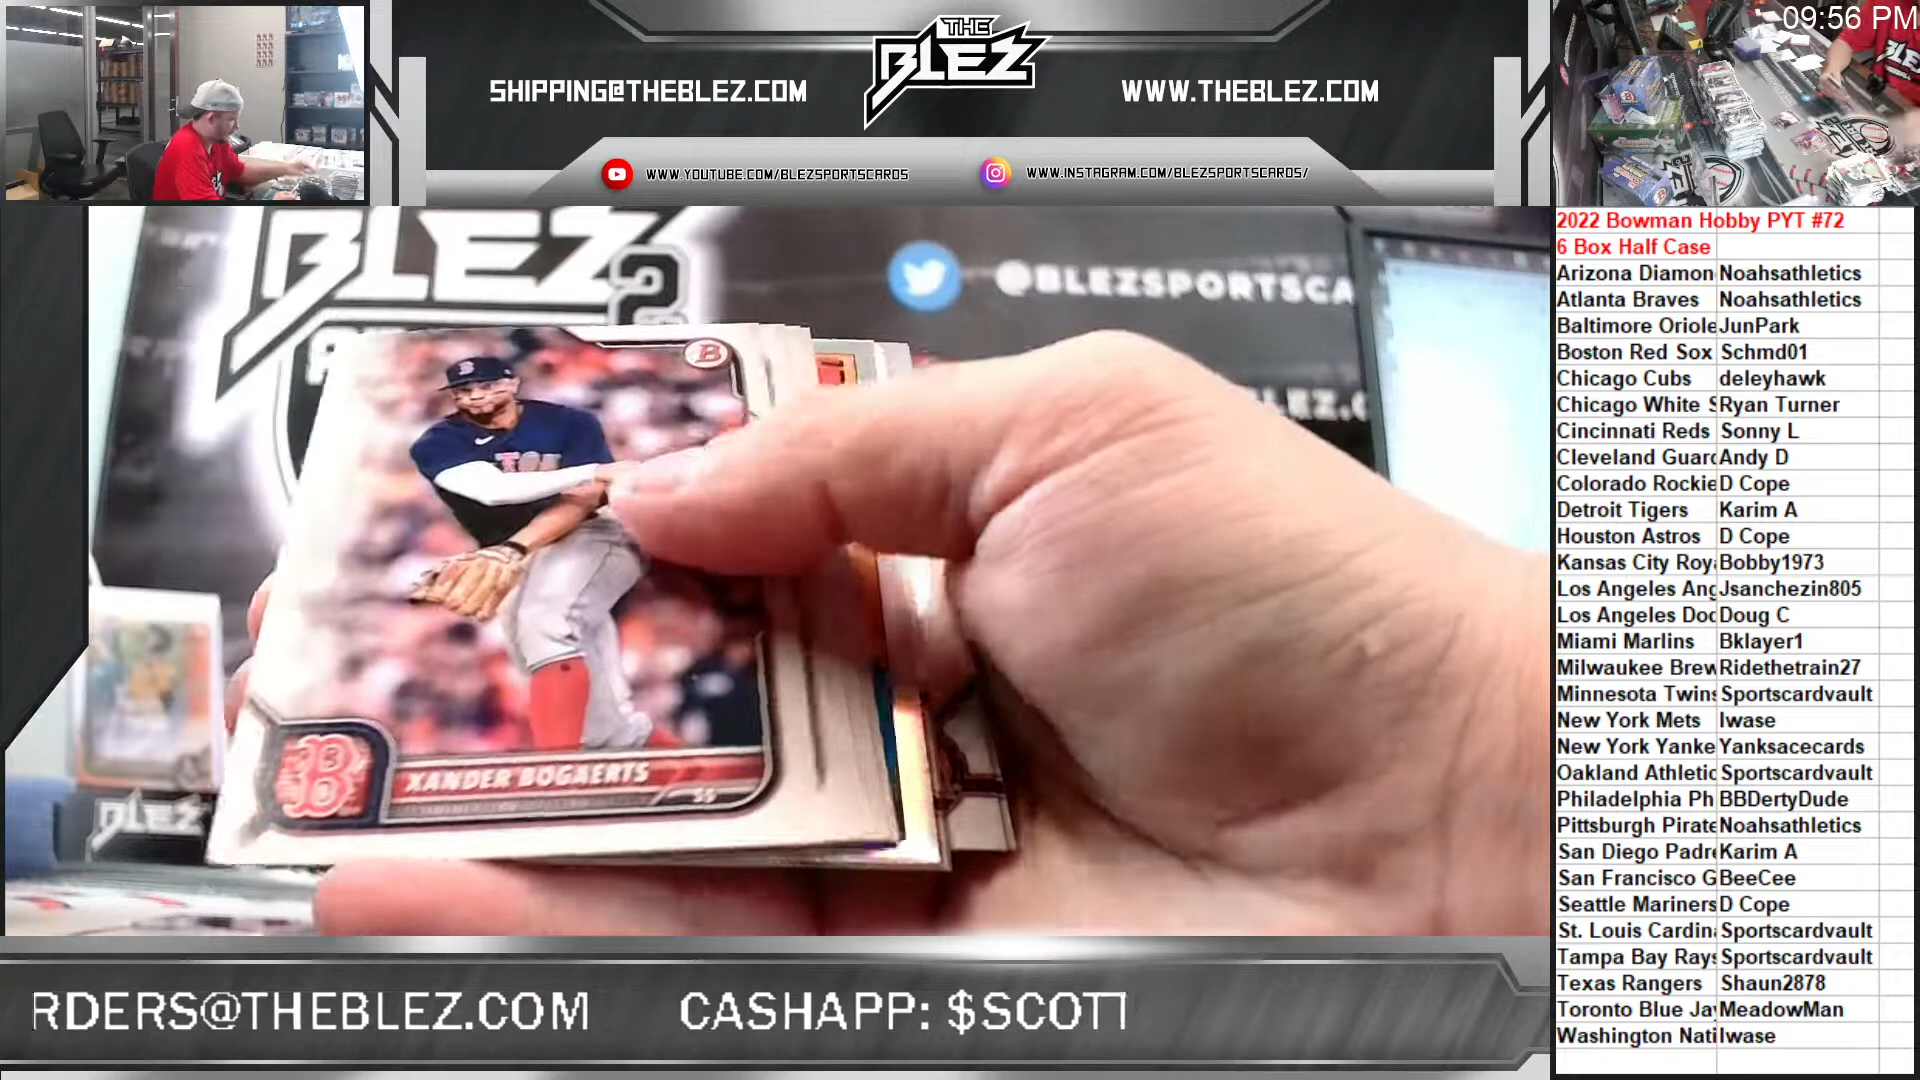 09:56 PM
THE
BLEZ
SHIPPING@THEBLEZ.COM
WWW.THEBLEZ.COM
WWW.YOUTUBE.COM/BLEZSPORTSCARDS
WWW.INSTAGRAM.COM/BLEZSPORTSCARDS/
BLEZ
@BLEZSPORTSCA
B
XANDER BOGAERTS
SS
BLEZ
2022 Bowman Hobby PYT #72
6 Box Half Case
Arizona Diamon Noahsathletics
Atlanta Braves Noahsathletics
Baltimore Oriole JunPark
Boston Red Sox Schmd01
Chicago Cubs deleyhawk
Chicago White S Ryan Turner
Cincinnati Reds Sonny L
Cleveland Guard Andy D
Colorado Rockie D Cope
Detroit Tigers Karim A
Houston Astros D Cope
Kansas City Roya Bobby1973
Los Angeles Ang Jsanchezin805
Los Angeles Doc Doug C
Miami Marlins Bklayer1
Milwaukee Brew Ridethetrain27
Minnesota Twins Sportscardvault
New York Mets Iwase
New York Yanke Yanksacecards
Oakland Athletic Sportscardvault
Philadelphia Ph BBDertyDude
Pittsburgh Pirate Noahsathletics
San Diego Padre Karim A
San Francisco G BeeCee
Seattle Mariners D Cope
St. Louis Cardina Sportscardvault
Tampa Bay Rays Sportscardvault
Texas Rangers Shaun2878
Toronto Blue Jay MeadowMan
Washington Nati Iwase
RDERS@THEBLEZ.COM CASHAPP: $SCOTT